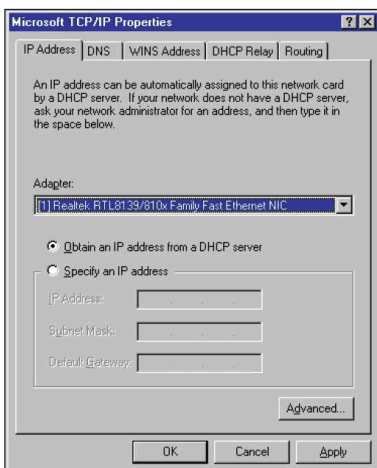 Microsoft TCP/IP Properties
IP Address DNS WINS Address DHCP Relay Routing
An IP address can be automatically assigned to this network card
by a DHCP server. If your network does not have a DHCP server,
ask your network administrator for an address, and then type it in
the space below.
Adapter:
[1] Realtek RTL8139/810x Family Fast Ethernet NIC
Obtain an IP address from a DHCP server
Specify an IP address
IP Address:
Subnet Mask:
Default Gateway:
Advanced...
OK Cancel Apply